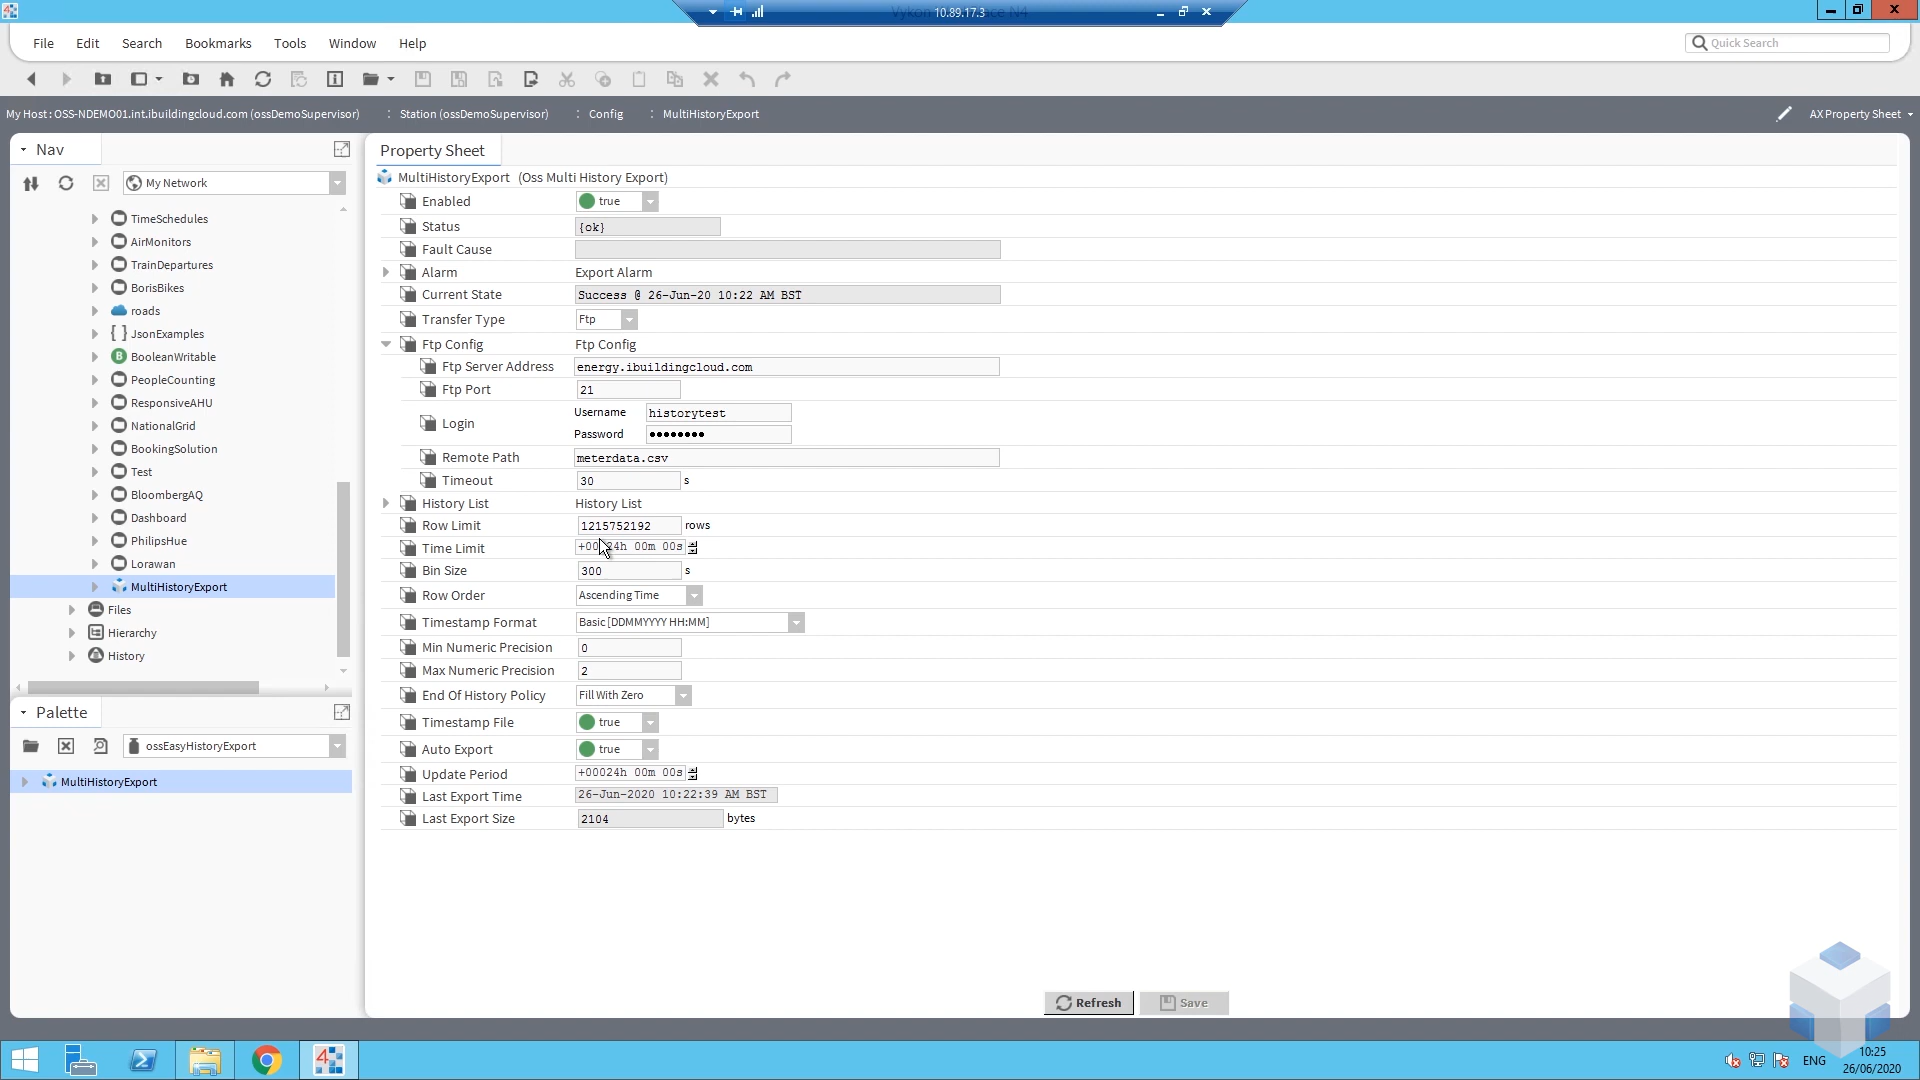 10.89.17.3
File Edit Search Bookmarks Tools Window Help
Quick Search
My Host : OSS-NDEMO01.int.ibuildingcloud.com (ossDemoSupervisor) : Station (ossDemoSupervisor) : Config : MultiHistoryExport
AX Property Sheet
Nav
My Network
TimeSchedules
AirMonitors
TrainDepartures
BorisBikes
roads
{ } JsonExamples
B BooleanWritable
PeopleCounting
ResponsiveAHU
NationalGrid
BookingSolution
Test
BloombergAQ
Dashboard
PhilipsHue
Lorawan
MultiHistoryExport
Files
Hierarchy
History
Palette
ossEasyHistoryExport
MultiHistoryExport
Property Sheet
MultiHistoryExport (Oss Multi History Export)
Enabled true
Status {ok}
Fault Cause
Alarm Export Alarm
Current State Success @ 26-Jun-20 10:22 AM BST
Transfer Type Ftp
Ftp Config Ftp Config
Ftp Server Address energy.ibuildingcloud.com
Ftp Port 21
Login Username historytest
Password ••••••••
Remote Path meterdata.csv
Timeout 30 s
History List History List
Row Limit 1215752192 rows
Time Limit +00024h 00m 00s
Bin Size 300 s
Row Order Ascending Time
Timestamp Format Basic [DDMMYYYY HH:MM]
Min Numeric Precision 0
Max Numeric Precision 2
End Of History Policy Fill With Zero
Timestamp File true
Auto Export true
Update Period +00024h 00m 00s
Last Export Time 26-Jun-2020 10:22:39 AM BST
Last Export Size 2104 bytes
Refresh Save
ENG
10:25
26/06/2020